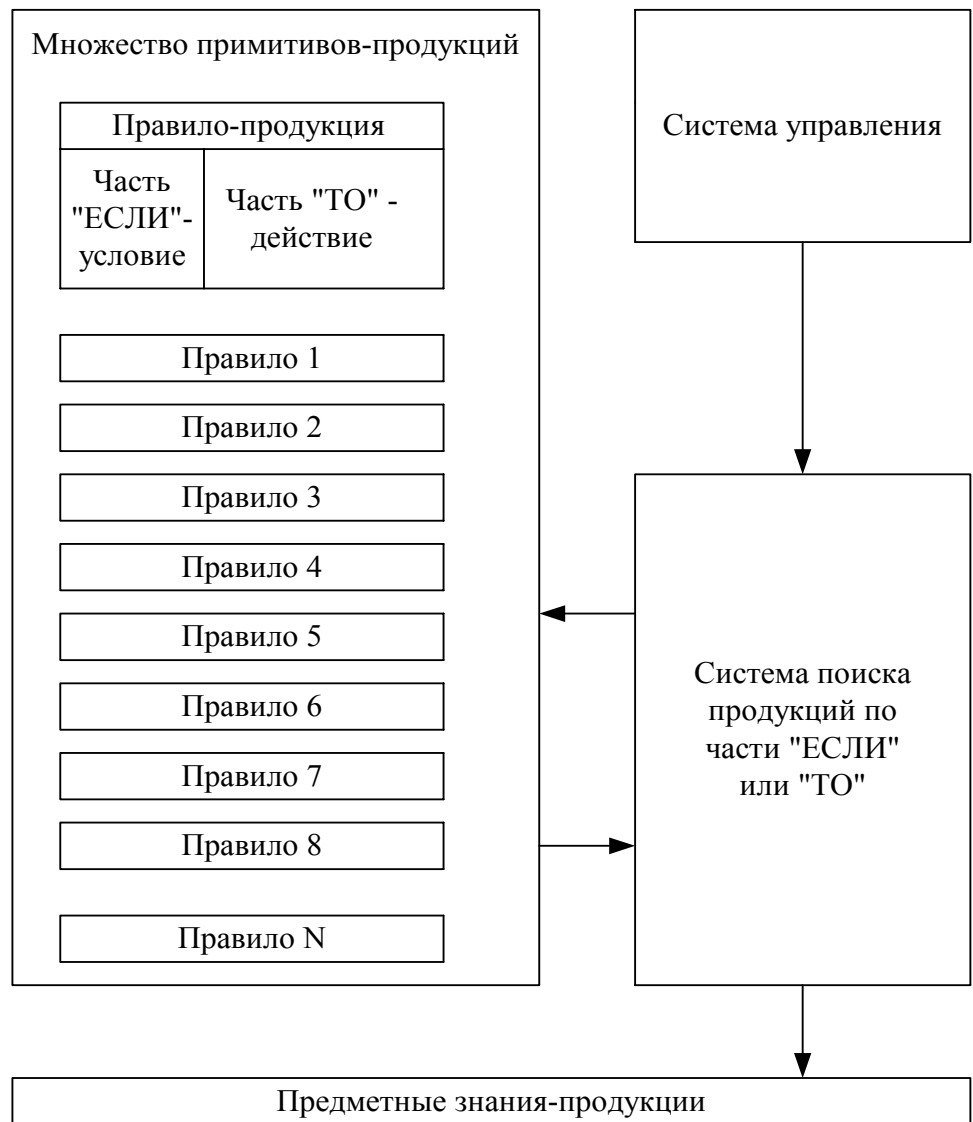 Множество примитивов-продукций
Правило-продукция
Часть
"ЕСЛИ"-
условие
Часть "ТО" -
действие
Правило 1
Правило 2
Правило 3
Правило 4
Правило 5
Правило 6
Правило 7
Правило 8
Правило N
Система управления
Система поиска
продукций по
части "ЕСЛИ"
или "ТО"
Предметные знания-продукции